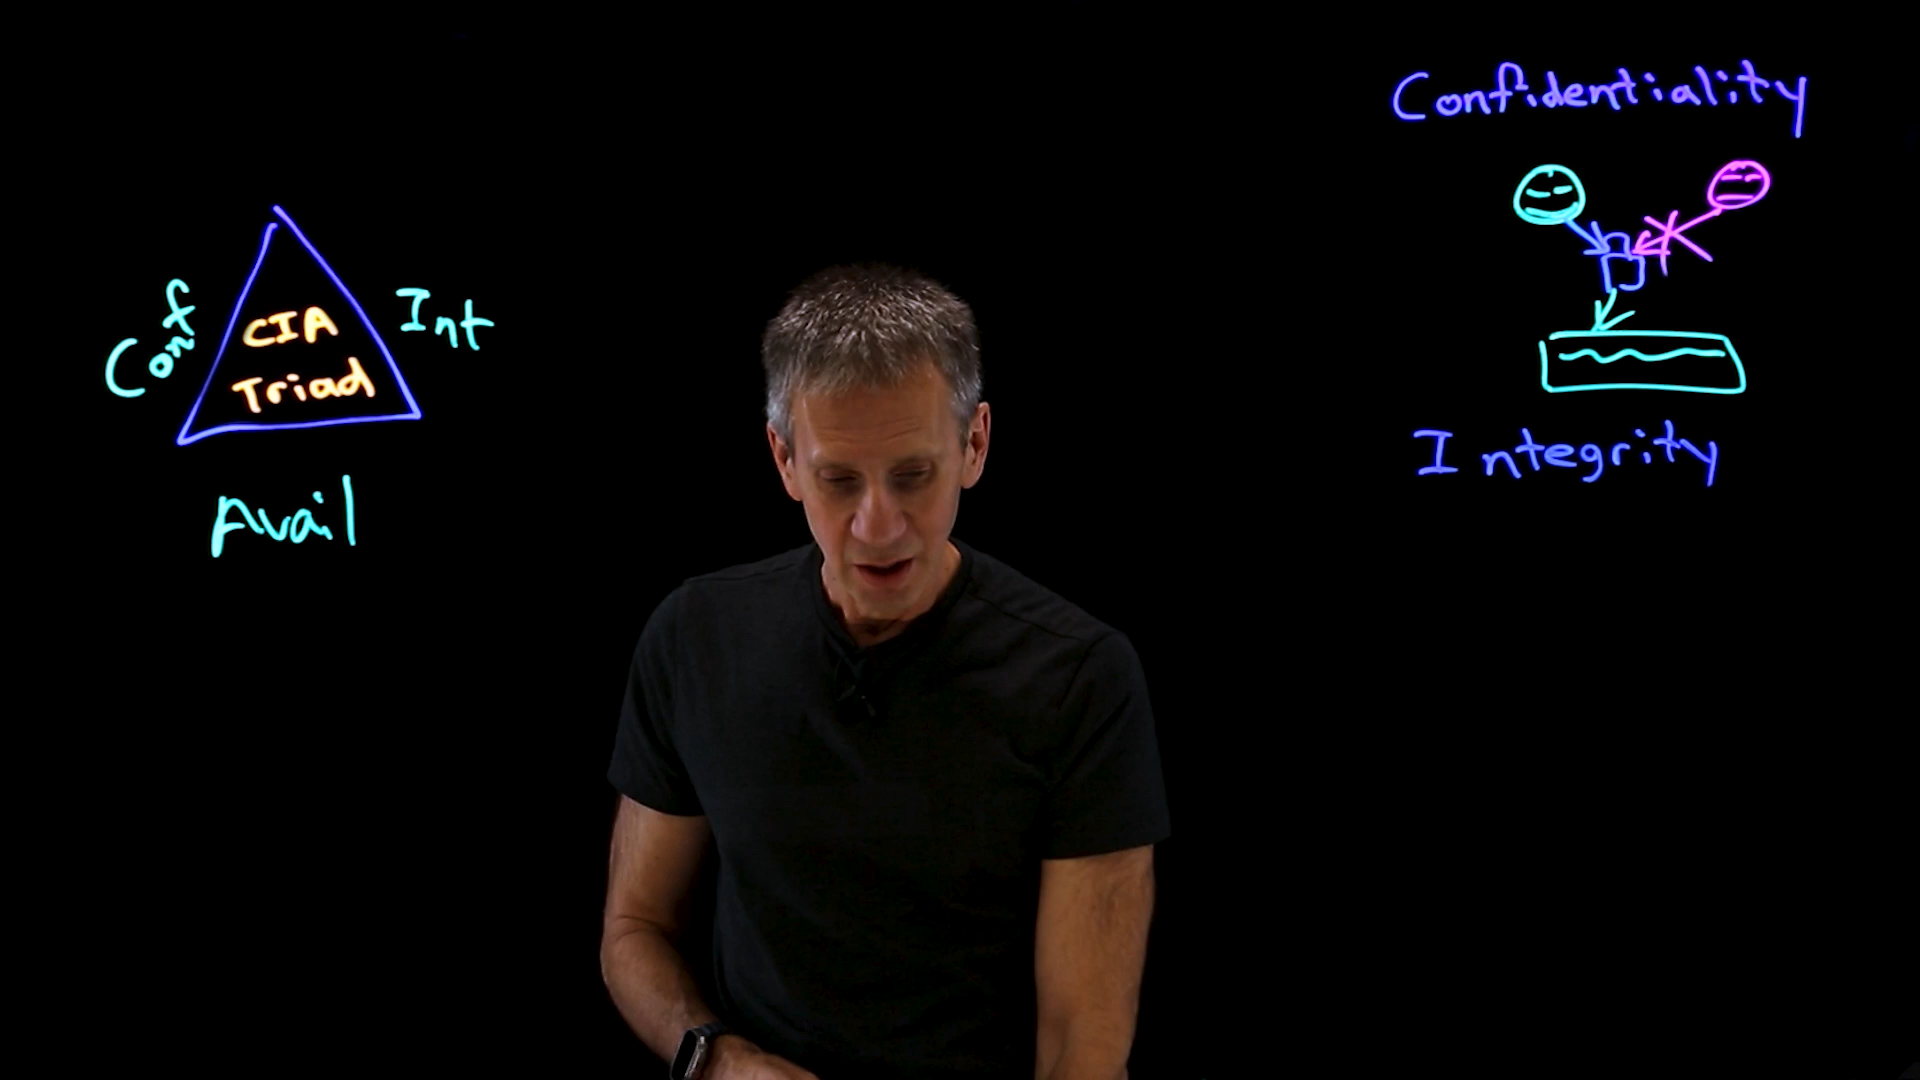 Conf
CIA
Triad
Int
Avail
Confidentiality
Integrity